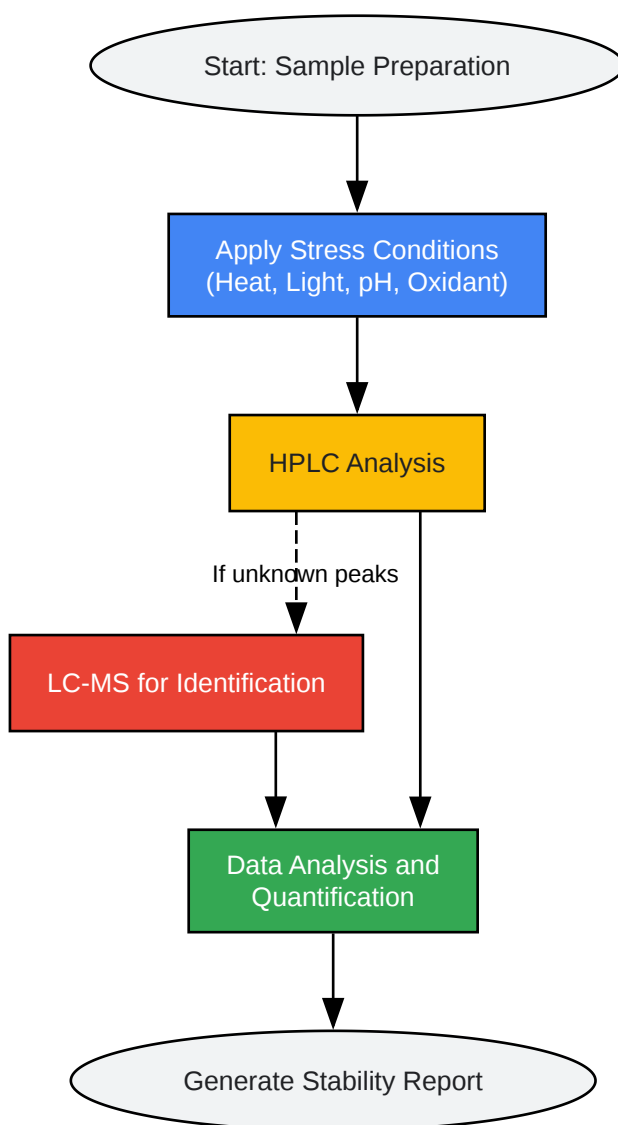 Start: Sample Preparation
Apply Stress Conditions
(Heat, Light, pH, Oxidant)
HPLC Analysis
If unknown peaks
LC-MS for Identification
Data Analysis and
Quantification
Generate Stability Report